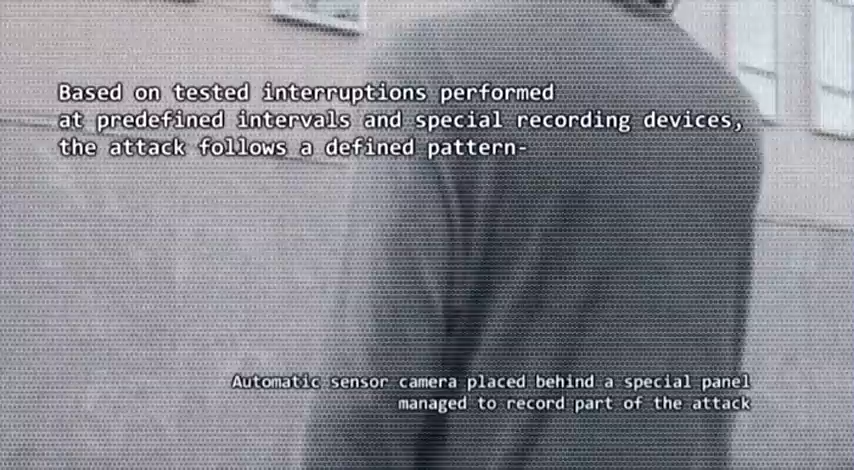 Based on tested interruptions performed
at predefined intervals and special recording devices,
the attack follows a defined pattern-
Automatic sensor camera placed behind a special panel
managed to record part of the attack